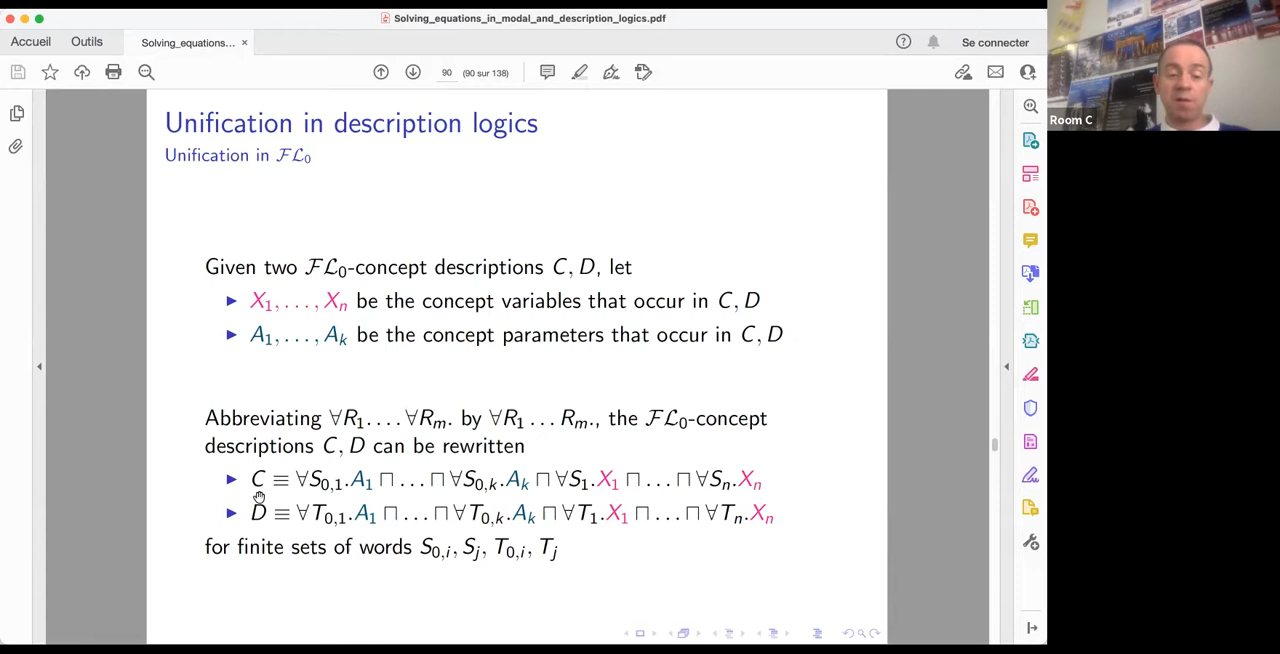 Solving_equations_in_modal_and_description_logics.pdf
Accueil Outils Solving_equations... × Se connecter
90 (90 sur 138)
Room C
Unification in description logics
Unification in ℱℒ₀
Given two ℱℒ₀-concept descriptions C, D, let
▶ X₁, . . . , Xₙ be the concept variables that occur in C, D
▶ A₁, . . . , Aₖ be the concept parameters that occur in C, D
Abbreviating ∀R₁. . . . ∀Rₘ. by ∀R₁ . . . Rₘ., the ℱℒ₀-concept
descriptions C, D can be rewritten
▶ C ≡ ∀S₀,₁.A₁ ⊓ . . . ⊓ ∀S₀,ₖ.Aₖ ⊓ ∀S₁.X₁ ⊓ . . . ⊓ ∀Sₙ.Xₙ
▶ D ≡ ∀T₀,₁.A₁ ⊓ . . . ⊓ ∀T₀,ₖ.Aₖ ⊓ ∀T₁.X₁ ⊓ . . . ⊓ ∀Tₙ.Xₙ
for finite sets of words S₀,ᵢ, Sⱼ, T₀,ᵢ, Tⱼ